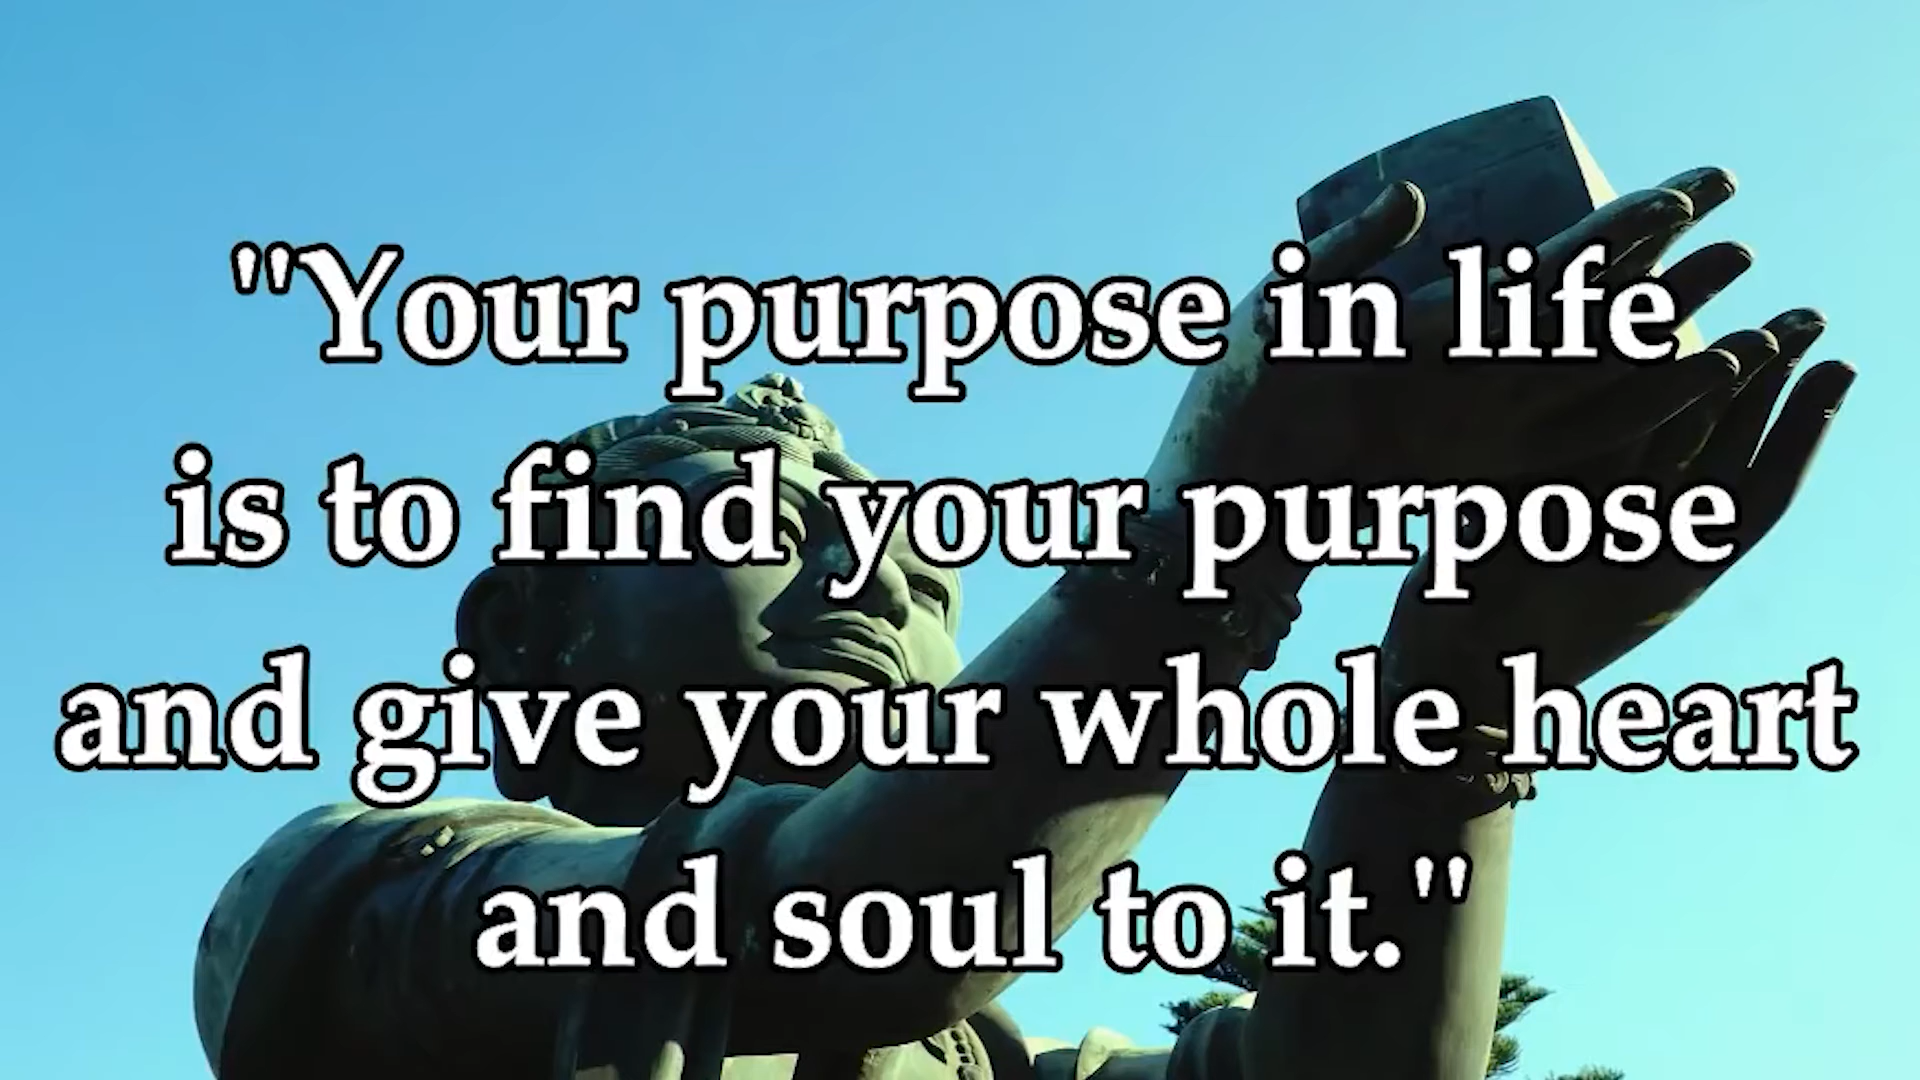 "Your purpose in life
is to find your purpose
and give your whole heart
and soul to it."